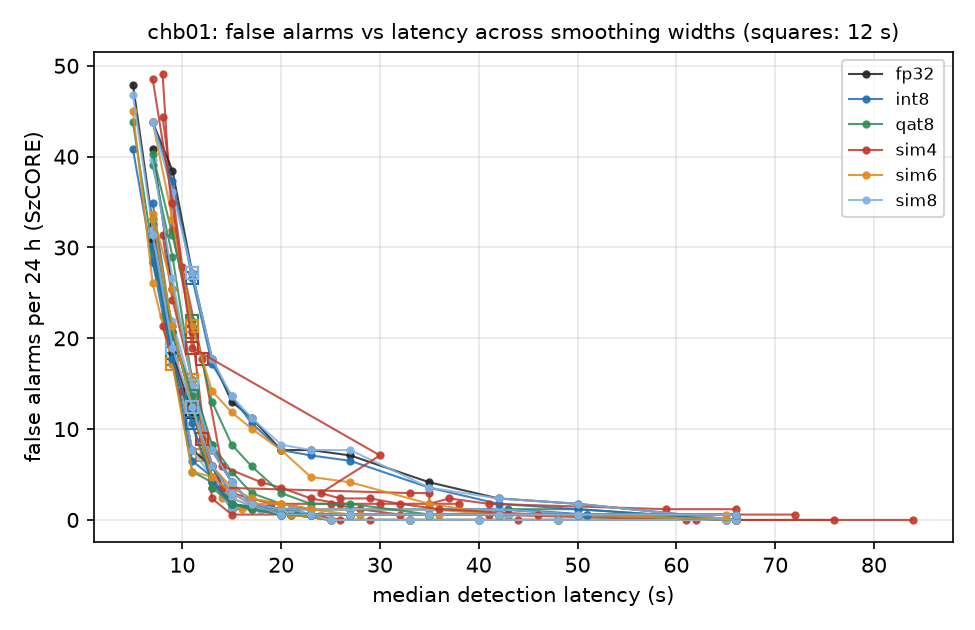 chb01: false alarms vs latency across smoothing widths (squares: 12 s)
false alarms per 24 h (SzCORE)
50
40
30
20
10
0
fp32
int8
qat8
sim4
sim6
sim8
10 20 30 40 50 60 70 80
median detection latency (s)